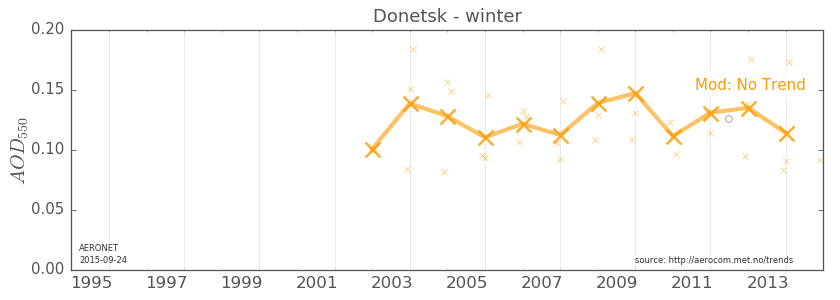 Donetsk - winter
0.20
0.15
0.10
0.05
0.00
AOD550
Mod: No Trend
AERONET
2015-09-24
source: http://aerocom.met.no/trends
1995 1997 1999 2001 2003 2005 2007 2009 2011 2013